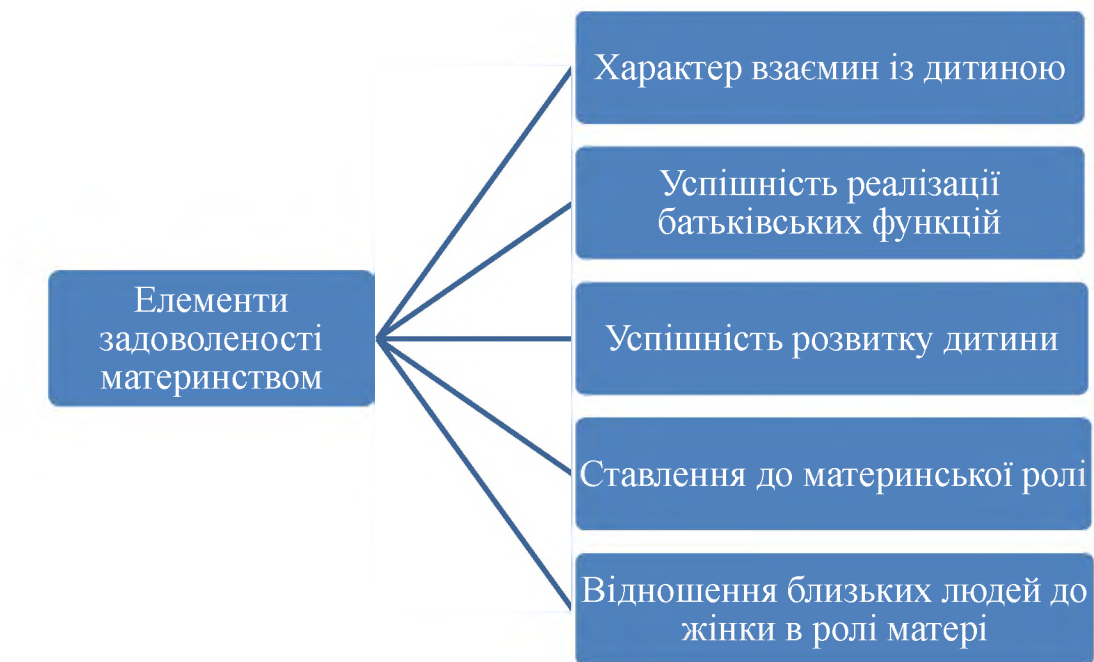 Елементи
задоволеності
материнством
Характер взаємин із дитиною
Успішність реалізації
батьківських функцій
Успішність розвитку дитини
Ставлення до материнської ролі
Відношення близьких людей до
жінки в ролі матері